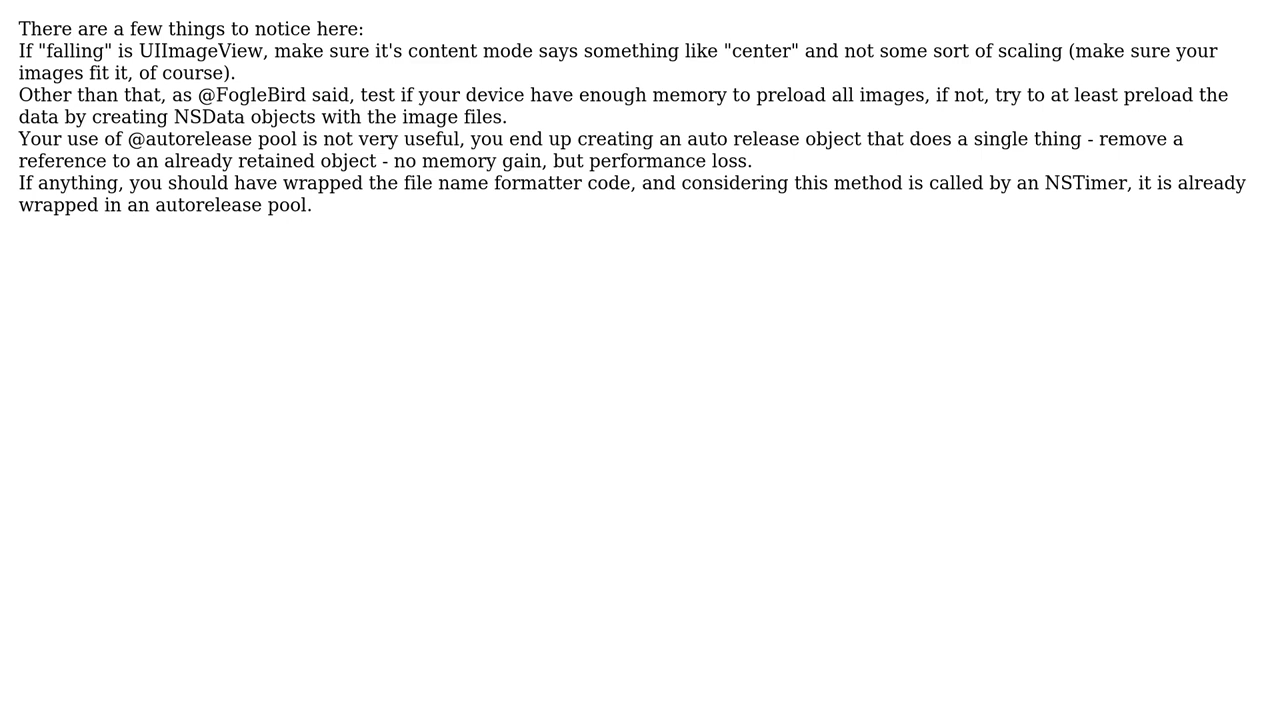 There are a few things to notice here:
If "falling" is UIImageView, make sure it's content mode says something like "center" and not some sort of scaling (make sure your
images fit it, of course).
Other than that, as @FogleBird said, test if your device have enough memory to preload all images, if not, try to at least preload the
data by creating NSData objects with the image files.
Your use of @autorelease pool is not very useful, you end up creating an auto release object that does a single thing - remove a
reference to an already retained object - no memory gain, but performance loss.
If anything, you should have wrapped the file name formatter code, and considering this method is called by an NSTimer, it is already
wrapped in an autorelease pool.